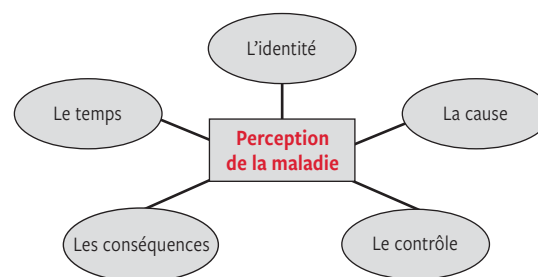 L'identité
Le temps
La cause
Perception
de la maladie
Les conséquences
Le contrôle